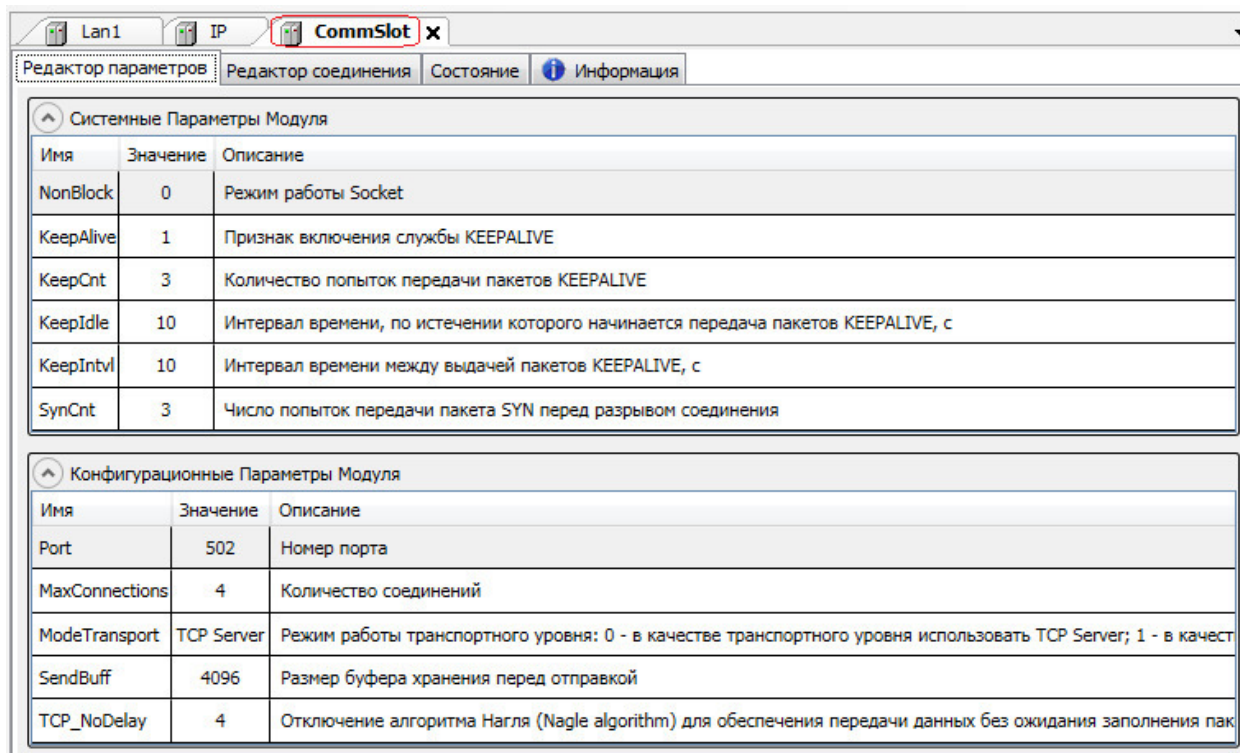 Lan1 IP CommSlot
Редактор параметров Редактор соединения Состояние Информация
Системные Параметры Модуля
Имя Значение Описание
NonBlock 0 Режим работы Socket
KeepAlive 1 Признак включения службы KEEPALIVE
KeepCnt 3 Количество попыток передачи пакетов KEEPALIVE
KeepIdle 10 Интервал времени, по истечении которого начинается передача пакетов KEEPALIVE, с
KeepIntvl 10 Интервал времени между выдачей пакетов KEEPALIVE, с
SynCnt 3 Число попыток передачи пакета SYN перед разрывом соединения
Конфигурационные Параметры Модуля
Имя Значение Описание
Port 502 Номер порта
MaxConnections 4 Количество соединений
ModeTransport TCP Server Режим работы транспортного уровня: 0 - в качестве транспортного уровня использовать TCP Server; 1 - в качест
SendBuff 4096 Размер буфера хранения перед отправкой
TCP_NoDelay 4 Отключение алгоритма Нагля (Nagle algorithm) для обеспечения передачи данных без ожидания заполнения пак